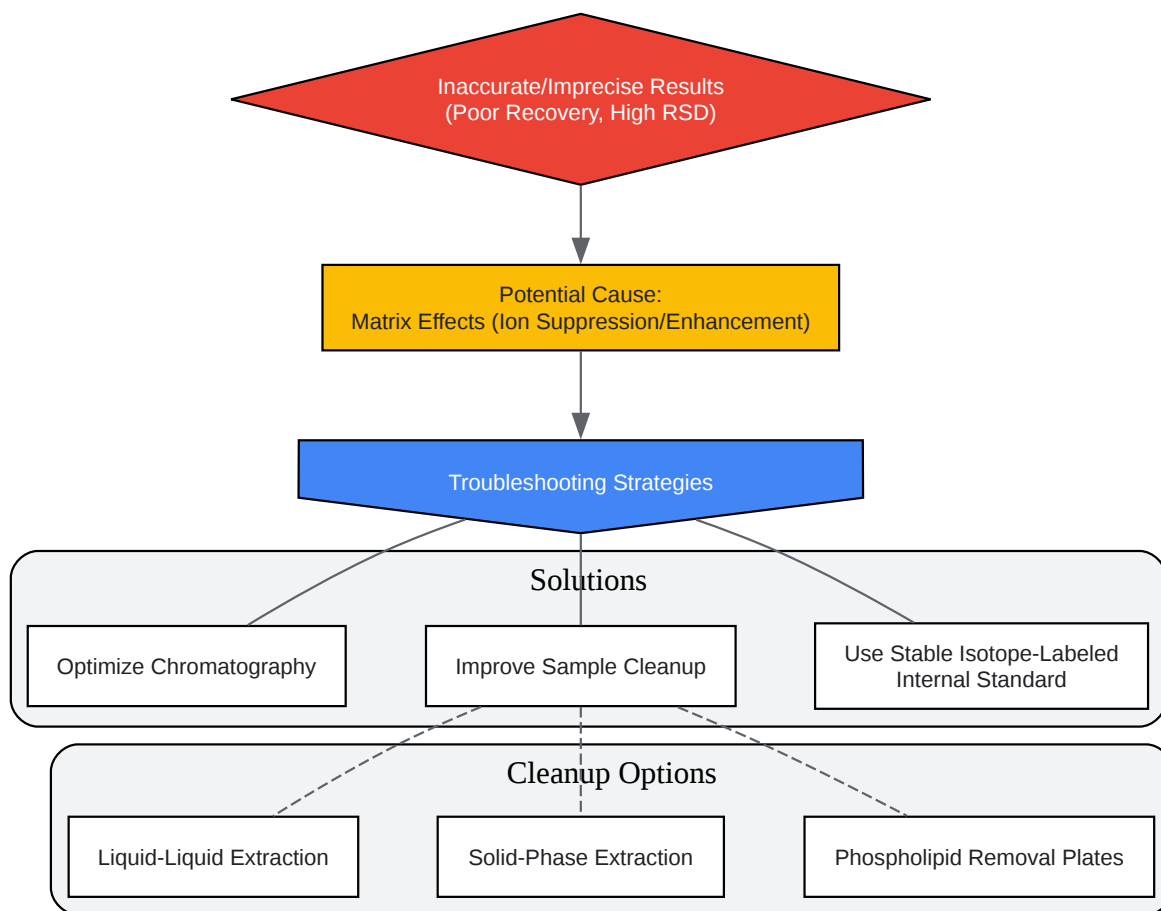 Inaccurate/Imprecise Results
(Poor Recovery, High RSD)
Potential Cause:
Matrix Effects (Ion Suppression/Enhancement)
Troubleshooting Strategies
Solutions
Optimize Chromatography
Improve Sample Cleanup
Use Stable Isotope-Labeled
Internal Standard
Cleanup Options
Liquid-Liquid Extraction
Solid-Phase Extraction
Phospholipid Removal Plates